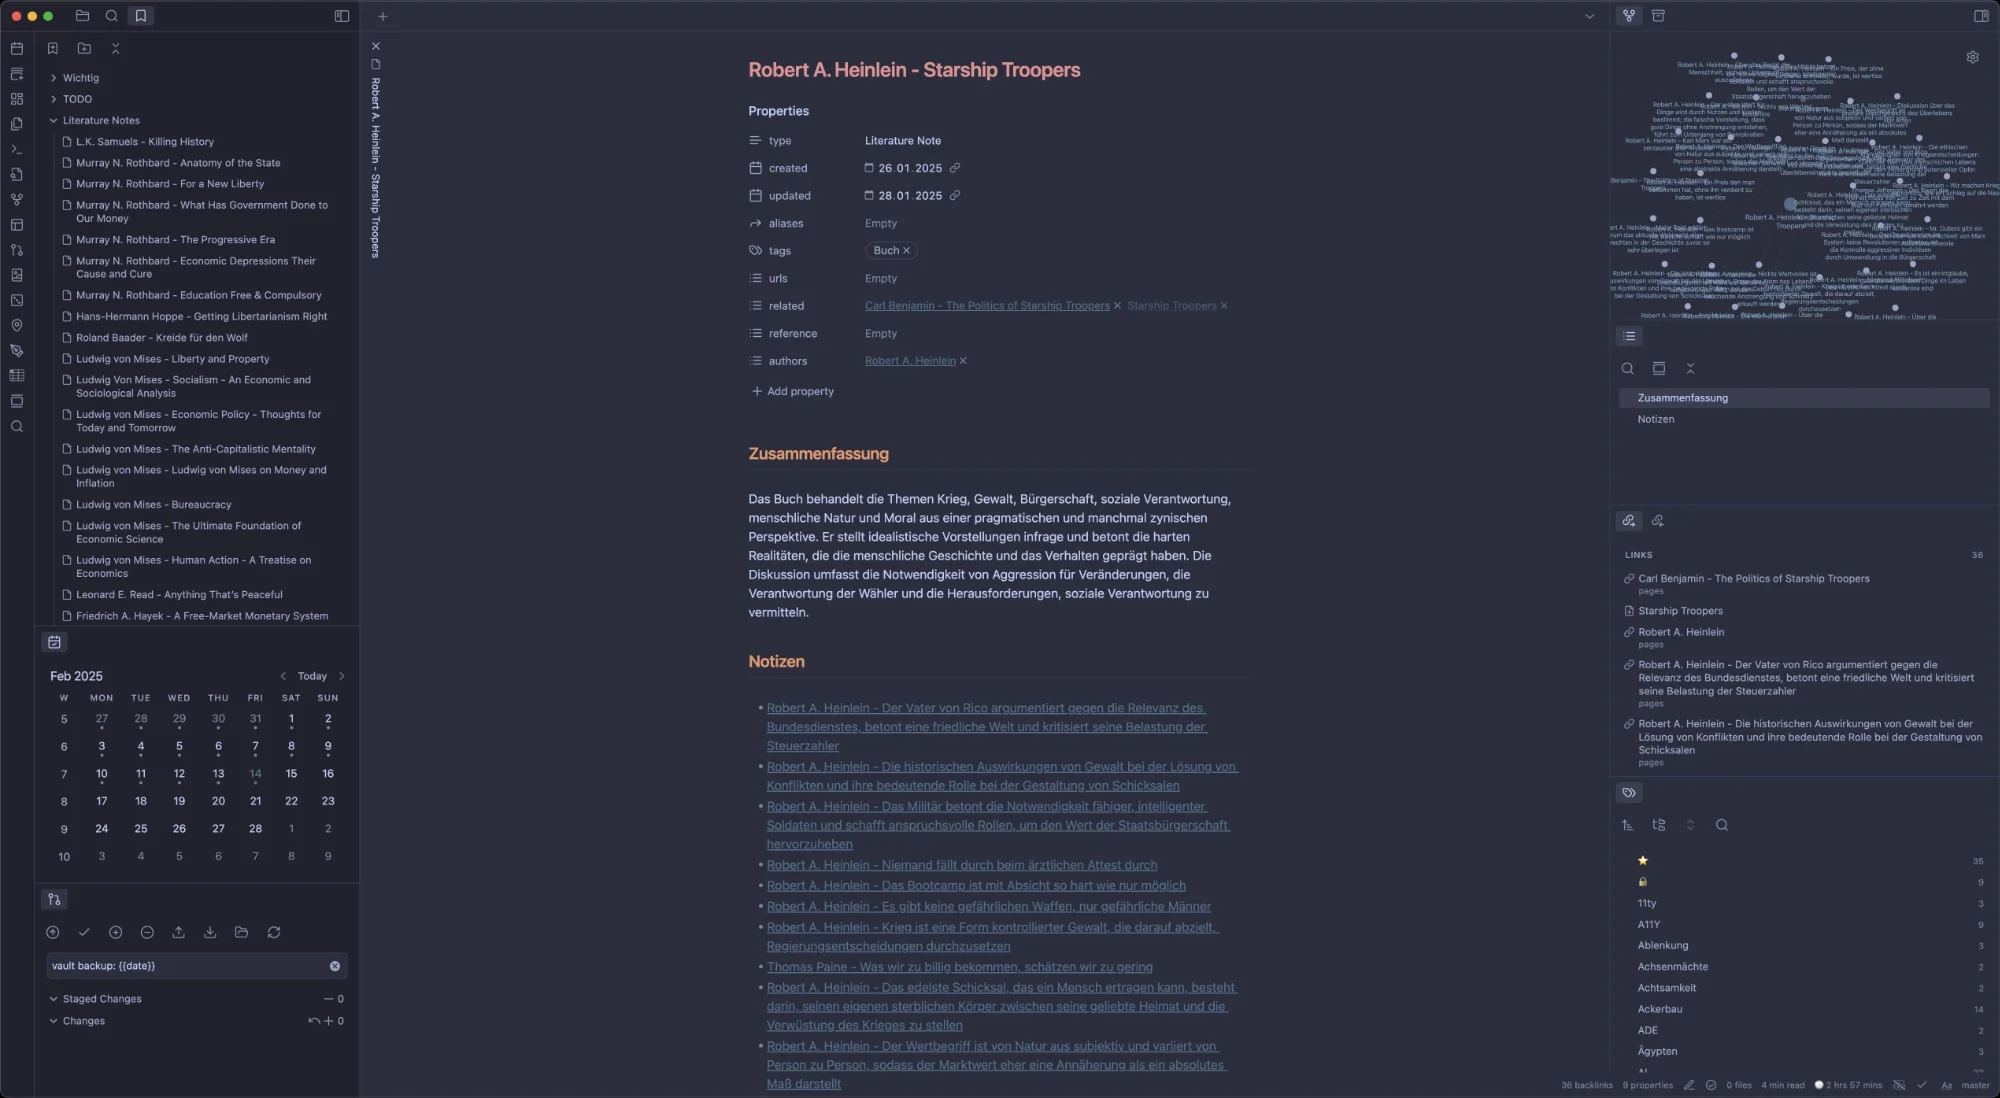 Wichtig
TODO
Literature Notes
L.K. Samuels - Killing History
Murray N. Rothbard - Anatomy of the State
Murray N. Rothbard - For a New Liberty
Murray N. Rothbard - What Has Government Done to
Our Money
Murray N. Rothbard - The Progressive Era
Murray N. Rothbard - Economic Depressions Their
Cause and Cure
Murray N. Rothbard - Education Free & Compulsory
Hans-Hermann Hoppe - Getting Libertarianism Right
Roland Baader - Kreide für den Wolf
Ludwig von Mises - Liberty and Property
Ludwig Von Mises - Socialism - An Economic and
Sociological Analysis
Ludwig von Mises - Economic Policy - Thoughts for
Today and Tomorrow
Ludwig von Mises - The Anti-Capitalistic Mentality
Ludwig von Mises - Ludwig von Mises on Money and
Inflation
Ludwig von Mises - Bureaucracy
Ludwig von Mises - The Ultimate Foundation of
Economic Science
Ludwig von Mises - Human Action - A Treatise on
Economics
Leonard E. Read - Anything That's Peaceful
Friedrich A. Hayek - A Free-Market Monetary System
Feb 2025 Today
W MON TUE WED THU FRI SAT SUN
5 27 28 29 30 31 1 2
6 3 4 5 6 7 8 9
7 10 11 12 13 14 15 16
8 17 18 19 20 21 22 23
9 24 25 26 27 28 1 2
10 3 4 5 6 7 8 9
vault backup: {{date}}
Staged Changes 0
Changes 0
Robert A. Heinlein - Starship Troopers
Robert A. Heinlein - Starship Troopers
Properties
type Literature Note
created 26.01.2025
updated 28.01.2025
aliases Empty
tags Buch
urls Empty
related Carl Benjamin - The Politics of Starship Troopers Starship Troopers
reference Empty
authors Robert A. Heinlein
Add property
Zusammenfassung
Das Buch behandelt die Themen Krieg, Gewalt, Bürgerschaft, soziale Verantwortung,
menschliche Natur und Moral aus einer pragmatischen und manchmal zynischen
Perspektive. Er stellt idealistische Vorstellungen infrage und betont die harten
Realitäten, die die menschliche Geschichte und das Verhalten geprägt haben. Die
Diskussion umfasst die Notwendigkeit von Aggression für Veränderungen, die
Verantwortung der Wähler und die Herausforderungen, soziale Verantwortung zu
vermitteln.
Notizen
Robert A. Heinlein - Der Vater von Rico argumentiert gegen die Relevanz des
Bundesdienstes, betont eine friedliche Welt und kritisiert seine Belastung der
Steuerzahler
Robert A. Heinlein - Die historischen Auswirkungen von Gewalt bei der Lösung von
Konflikten und ihre bedeutende Rolle bei der Gestaltung von Schicksalen
Robert A. Heinlein - Das Militär betont die Notwendigkeit fähiger, intelligenter
Soldaten und schafft anspruchsvolle Rollen, um den Wert der Staatsbürgerschaft
hervorzuheben
Robert A. Heinlein - Niemand fällt durch beim ärztlichen Attest durch
Robert A. Heinlein - Das Bootcamp ist mit Absicht so hart wie nur möglich
Robert A. Heinlein - Es gibt keine gefährlichen Waffen, nur gefährliche Männer
Robert A. Heinlein - Krieg ist eine Form kontrollierter Gewalt, die darauf abzielt,
Regierungsentscheidungen durchzusetzen
Thomas Paine - Was wir zu billig bekommen, schätzen wir zu gering
Robert A. Heinlein - Das edelste Schicksal, das ein Mensch ertragen kann, besteht
darin, seinen eigenen sterblichen Körper zwischen seine geliebte Heimat und die
Verwüstung des Krieges zu stellen
Robert A. Heinlein - Der Wertbegriff ist von Natur aus subjektiv und variiert von
Person zu Person, sodass der Marktwert eher eine Annäherung als ein absolutes
Maß darstellt
Zusammenfassung
Notizen
LINKS 36
Carl Benjamin - The Politics of Starship Troopers
pages
Starship Troopers
Robert A. Heinlein
pages
Robert A. Heinlein - Der Vater von Rico argumentiert gegen die
Relevanz des Bundesdienstes, betont eine friedliche Welt und kritisiert
seine Belastung der Steuerzahler
pages
Robert A. Heinlein - Die historischen Auswirkungen von Gewalt bei der
Lösung von Konflikten und ihre bedeutende Rolle bei der Gestaltung von
Schicksalen
pages
35
9
11ty 3
A11Y 9
Ablenkung 3
Achsenmächte 2
Achtsamkeit 2
Ackerbau 14
ADE 2
Ägypten 3
36 backlinks 9 properties 0 files 4 min read 2 hrs 57 mins Aa master